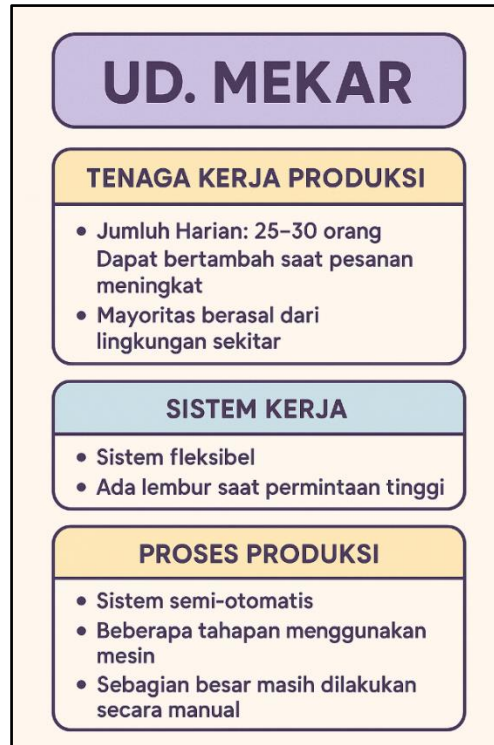 UD. MEKAR
TENAGA KERJA PRODUKSI
• Jumluh Harian: 25–30 orang
Dapat bertambah saat pesanan
meningkat
• Mayoritas berasal dari
lingkungan sekitar
SISTEM KERJA
• Sistem fleksibel
• Ada lembur saat permintaan tinggi
PROSES PRODUKSI
• Sistem semi-otomatis
• Beberapa tahapan menggunakan
mesin
• Sebagian besar masih dilakukan
secara manual